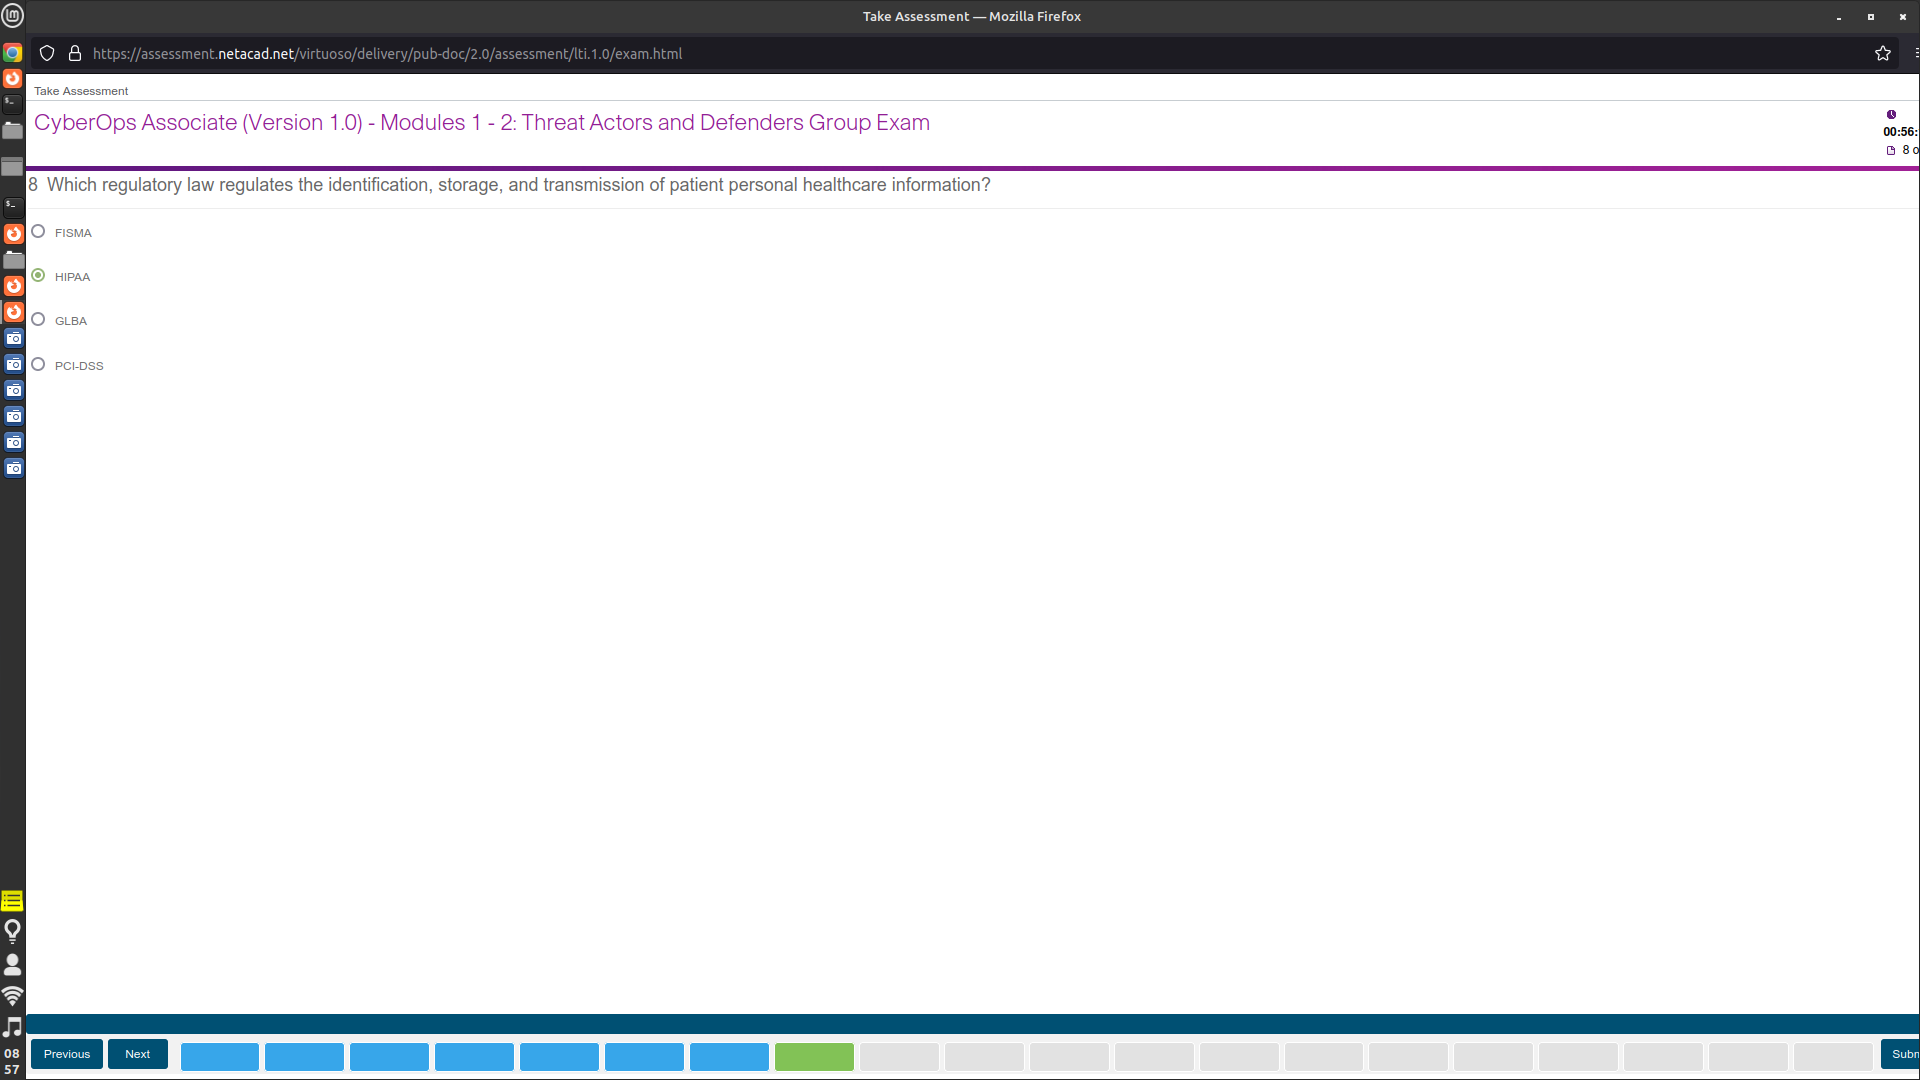 Take Assessment — Mozilla Firefox
https://assessment.netacad.net/virtuoso/delivery/pub-doc/2.0/assessment/lti.1.0/exam.html
Take Assessment
CyberOps Associate (Version 1.0) - Modules 1 - 2: Threat Actors and Defenders Group Exam
00:56:
8 o
8 Which regulatory law regulates the identification, storage, and transmission of patient personal healthcare information?
FISMA
HIPAA
GLBA
PCI-DSS
Previous
Next
Subm
08
57